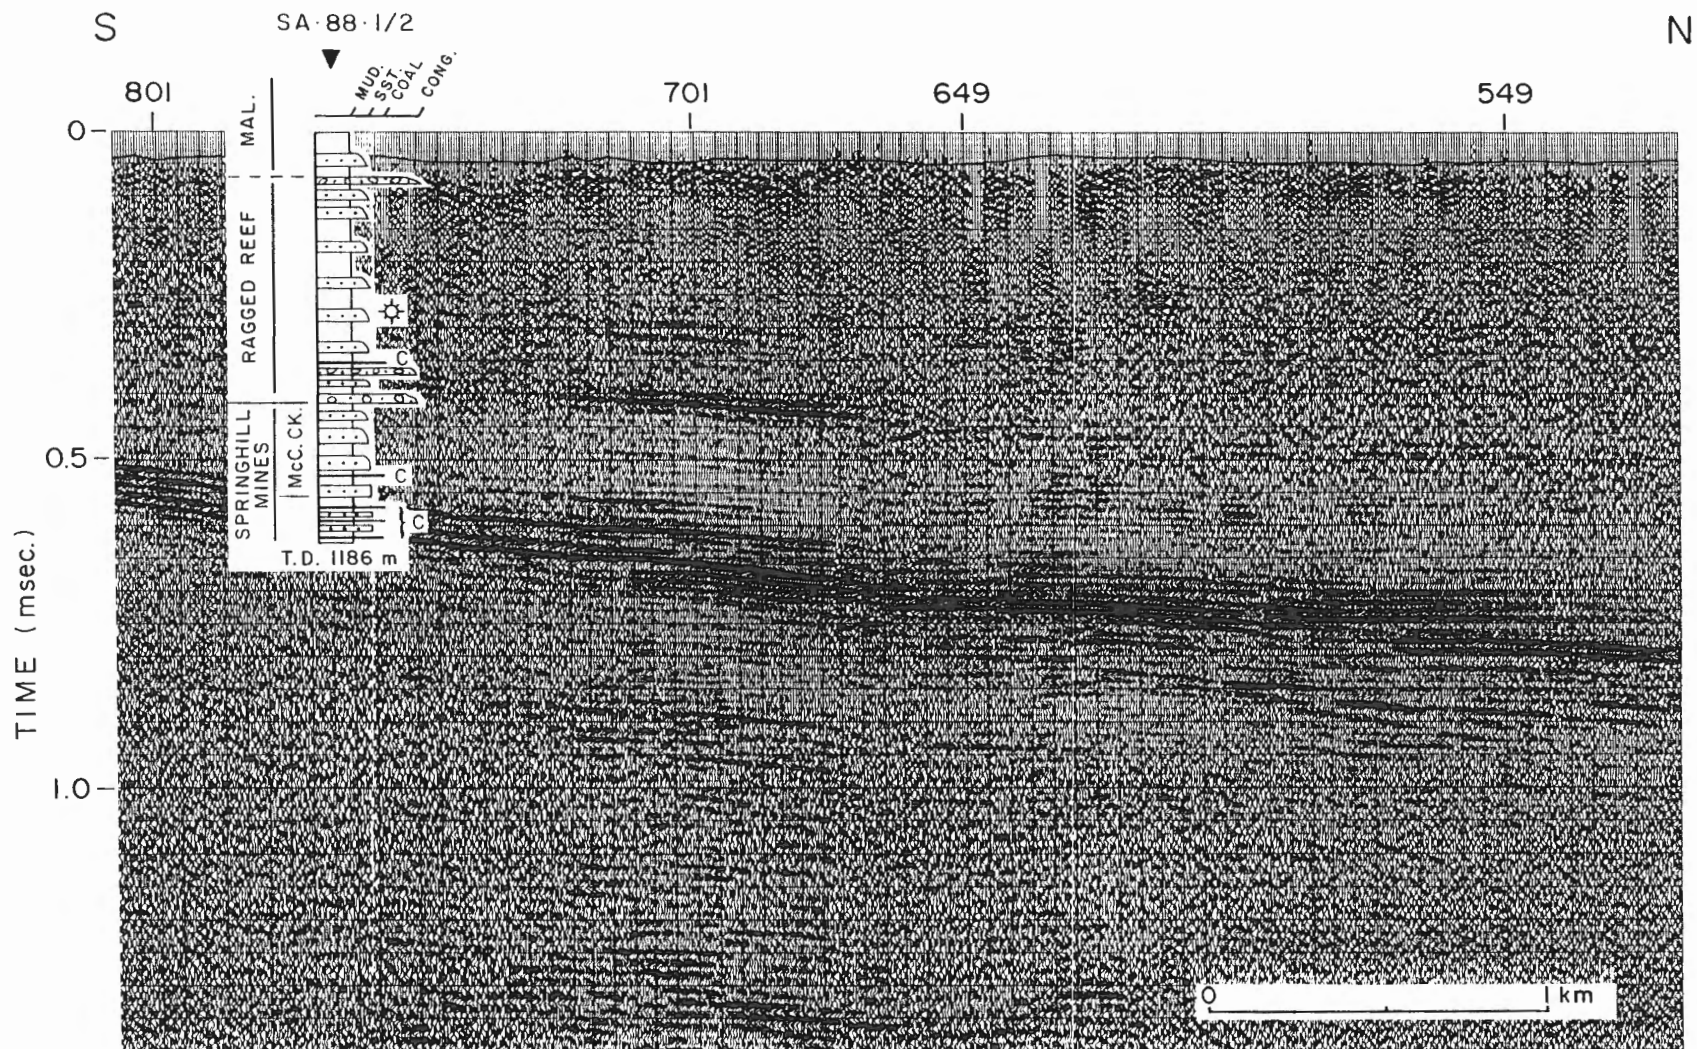 S
SA·88·1/2
N
MUD.
SST.
COAL
CONG.
801
701
649
549
0
MAL.
RAGGED REEF
C
SPRINGHILL
MINES
McC.CK.
0.5
C
C
T.D. 1186 m
TIME (msec.)
1.0
0
1 km